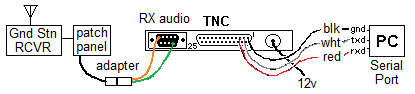 RX audio
TNC
Gnd Stn
RCVR
patch
panel
adapter
25
1
blk
wht
red
gnd
txd
rxd
PC
Serial
Port
12v